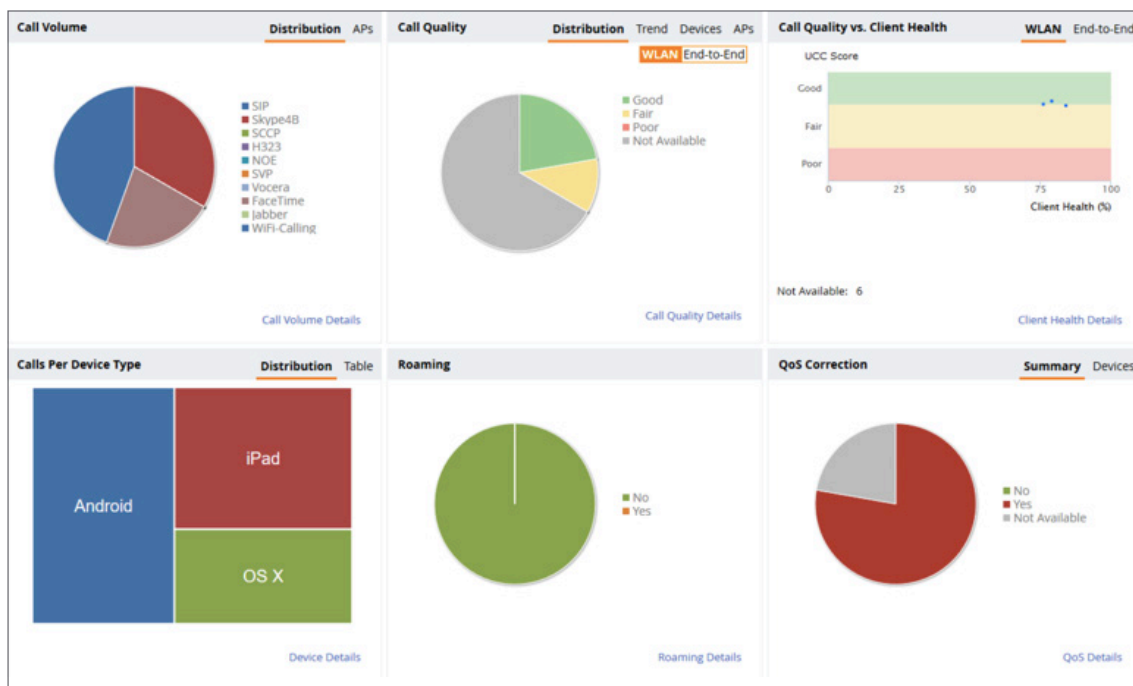 Call Volume
Distribution APs
SIP
Skype4B
SCCP
H323
NOE
SVP
Vocera
FaceTime
Jabber
WiFi-Calling
Call Volume Details
Call Quality
Distribution Trend Devices APs
WLAN End-to-End
Good
Fair
Poor
Not Available
Call Quality Details
Call Quality vs. Client Health
WLAN End-to-End
UCC Score
Good
Fair
Poor
0 25 50 75 100
Client Health (%)
Not Available: 6
Client Health Details
Calls Per Device Type
Distribution Table
Android
iPad
OS X
Device Details
Roaming
No
Yes
Roaming Details
QoS Correction
Summary Devices
No
Yes
Not Available
QoS Details